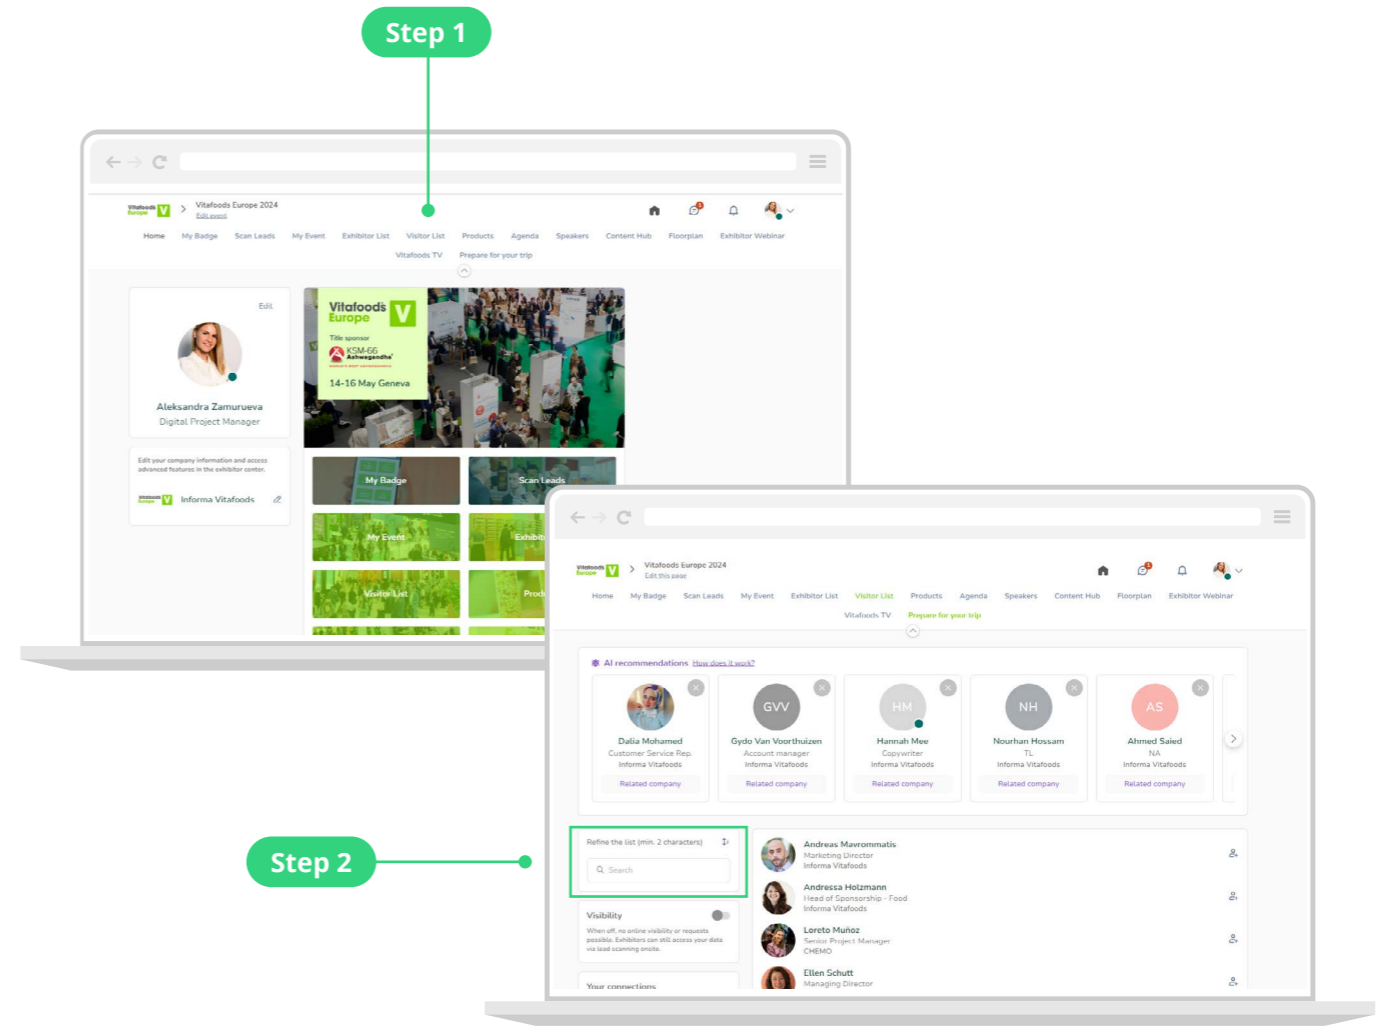 Step 1
Vitafoods
Europe
V
Vitafoods Europe 2024
Edit event
1
Home My Badge Scan Leads My Event Exhibitor List Visitor List Products Agenda Speakers Content Hub Floorplan Exhibitor Webinar
Vitafoods TV Prepare for your trip
Edit
Aleksandra Zamurueva
Digital Project Manager
Edit your company information and access
advanced features in the exhibitor center.
Vitafoods
Europe
V
Informa Vitafoods
Vitafoods
Europe
V
Title sponsor
KSM-66
Ashwagandha
14-16 May Geneva
My Badge
Scan Leads
My Event
Exhibit
Visitor List
Prod
Vitafoods
Europe
V
Vitafoods Europe 2024
Edit this page
1
Home My Badge Scan Leads My Event Exhibitor List Visitor List Products Agenda Speakers Content Hub Floorplan Exhibitor Webinar
Vitafoods TV Prepare for your trip
AI recommendations How does it work?
Dalia Mohamed
Customer Service Rep.
Informa Vitafoods
Related company
GVV
Gydo Van Voorthuizen
Account manager
Informa Vitafoods
Related company
HM
Hannah Mee
Copywriter
Informa Vitafoods
Related company
NH
Nourhan Hossam
TL
Informa Vitafoods
Related company
AS
Ahmed Saied
NA
Informa Vitafoods
Related company
Step 2
Refine the list (min. 2 characters)
Search
Visibility
When off, no online visibility or requests
possible. Exhibitors can still access your data
via lead scanning onsite.
Your connections
Andreas Mavrommatis
Marketing Director
Informa Vitafoods
Andressa Holzmann
Head of Sponsorship - Food
Informa Vitafoods
Loreto Muñoz
Senior Project Manager
CHEMO
Ellen Schutt
Managing Director